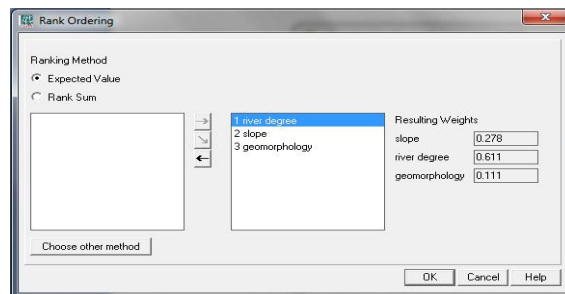 Rank Ordering
Ranking Method
Expected Value
Rank Sum
1 river degree
2 slope
3 geomorphology
Resulting Weights
slope 0.278
river degree 0.611
geomorphology 0.111
Choose other method
OK Cancel Help